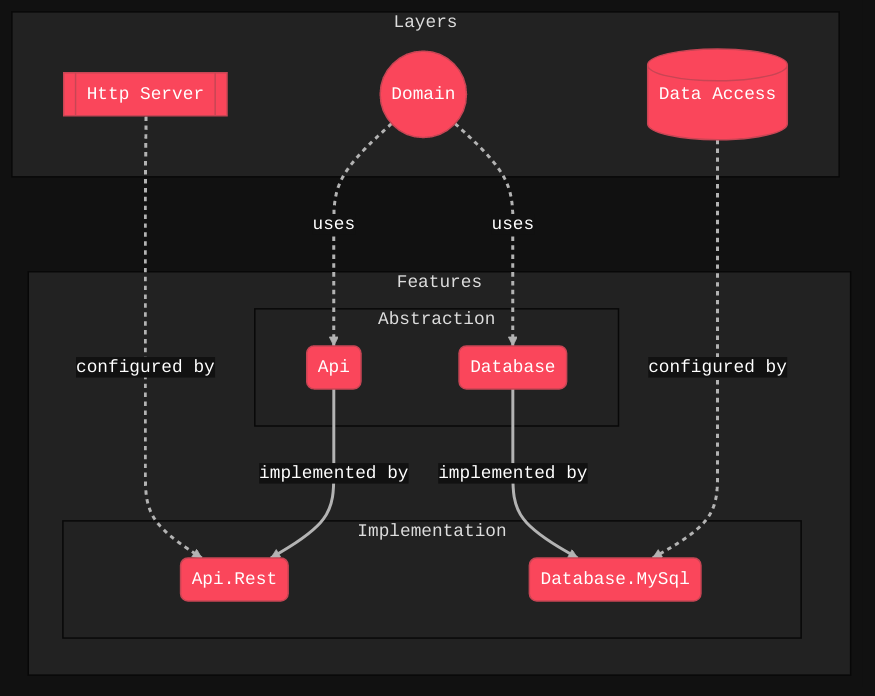 Layers
Http Server
Domain
Data Access
uses
uses
Features
Abstraction
configured by
Api
Database
configured by
implemented by
implemented by
Implementation
Api.Rest
Database.MySql